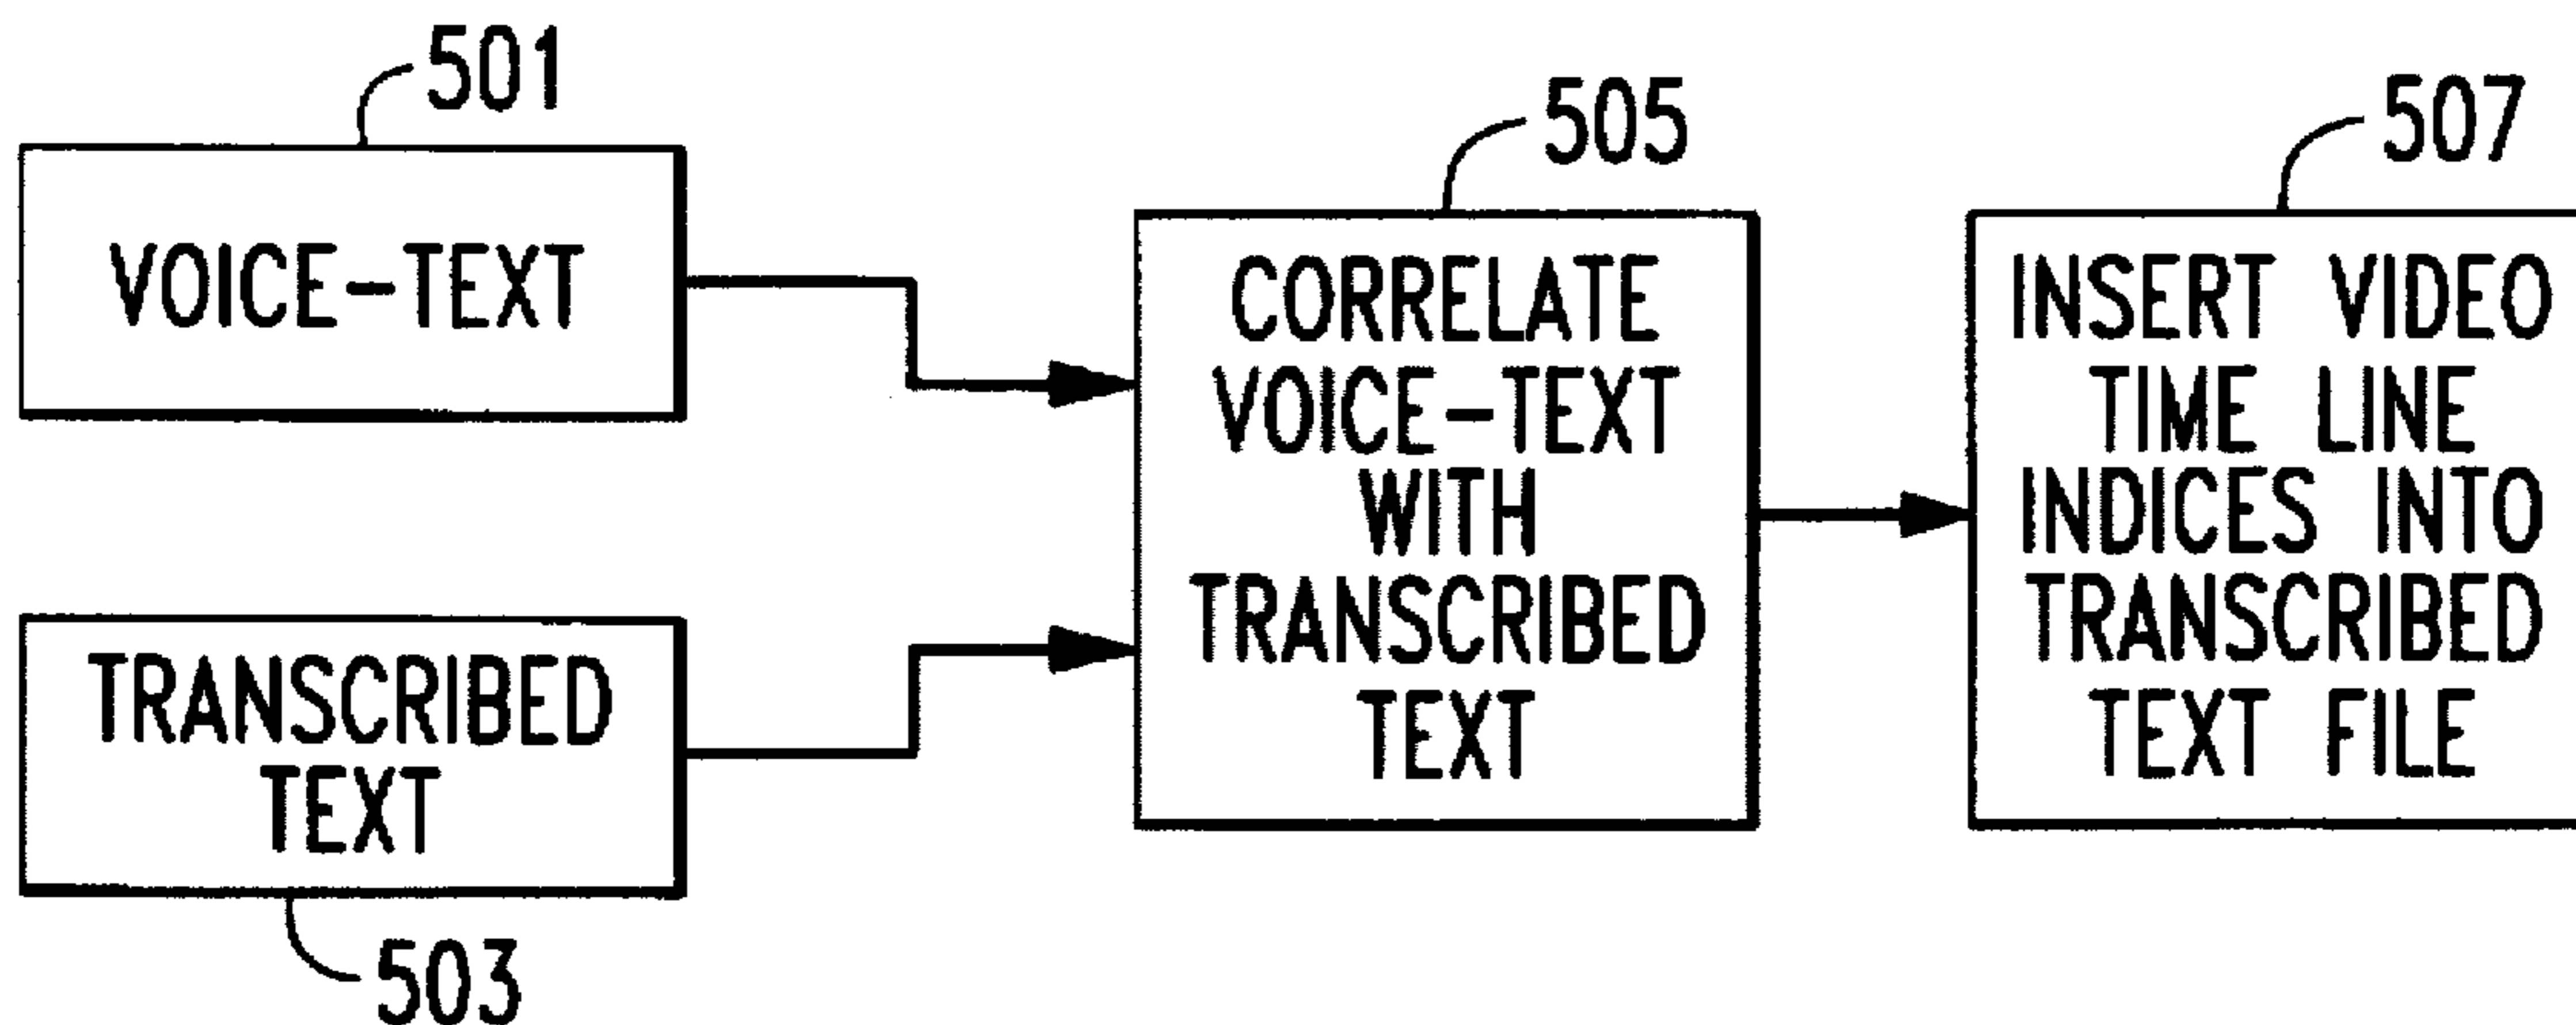 501
VOICE-TEXT
TRANSCRIBED
TEXT
503
505
CORRELATE
VOICE-TEXT
WITH
TRANSCRIBED
TEXT
507
INSERT VIDEO
TIME LINE
INDICES INTO
TRANSCRIBED
TEXT FILE